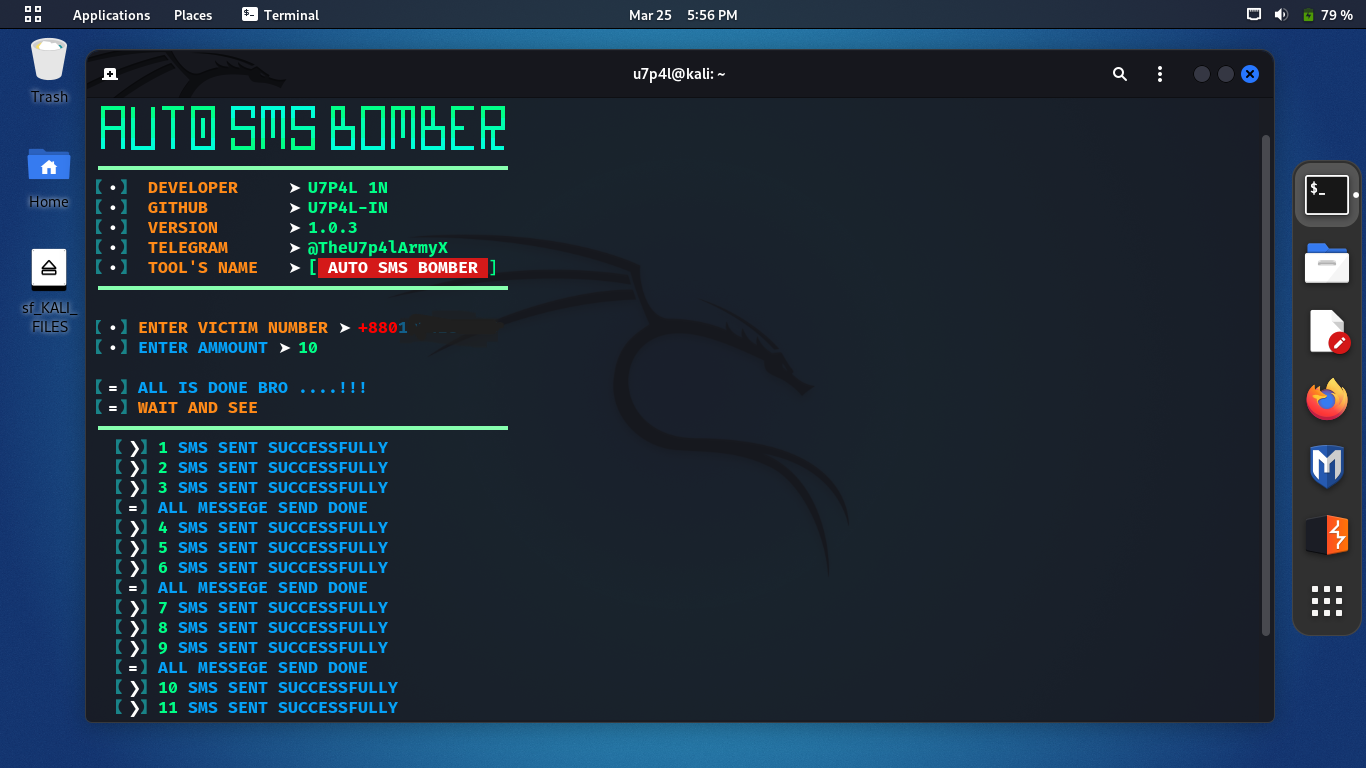 Applications Places Terminal Mar 25 5:56 PM 79 %
Trash
Home
sf_KALI_
FILES
u7p4l@kali: ~
AUTO SMS BOMBER
【 • 】 DEVELOPER ➤ U7P4L 1N
【 • 】 GITHUB ➤ U7P4L-IN
【 • 】 VERSION ➤ 1.0.3
【 • 】 TELEGRAM ➤ @TheU7p4lArmyX
【 • 】 TOOL'S NAME ➤ [ AUTO SMS BOMBER ]
【 • 】 ENTER VICTIM NUMBER ➤ +8801
【 • 】 ENTER AMMOUNT ➤ 10
【 = 】 ALL IS DONE BRO ....!!!
【 = 】 WAIT AND SEE
【 ❯】 1 SMS SENT SUCCESSFULLY
【 ❯】 2 SMS SENT SUCCESSFULLY
【 ❯】 3 SMS SENT SUCCESSFULLY
【 = 】 ALL MESSEGE SEND DONE
【 ❯】 4 SMS SENT SUCCESSFULLY
【 ❯】 5 SMS SENT SUCCESSFULLY
【 ❯】 6 SMS SENT SUCCESSFULLY
【 = 】 ALL MESSEGE SEND DONE
【 ❯】 7 SMS SENT SUCCESSFULLY
【 ❯】 8 SMS SENT SUCCESSFULLY
【 ❯】 9 SMS SENT SUCCESSFULLY
【 = 】 ALL MESSEGE SEND DONE
【 ❯】 10 SMS SENT SUCCESSFULLY
【 ❯】 11 SMS SENT SUCCESSFULLY
$_